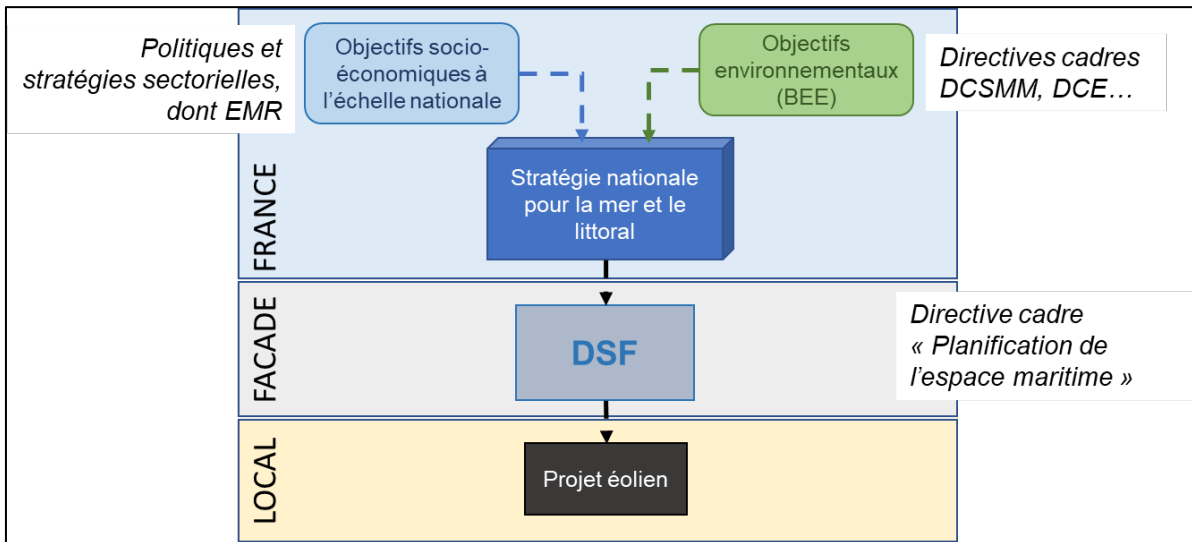 Politiques et
stratégies sectorielles,
dont EMR
Objectifs socio-
économiques à
l’échelle nationale
Objectifs
environnementaux
(BEE)
Directives cadres
DCSMM, DCE…
FRANCE
Stratégie nationale
pour la mer et le
littoral
FACADE
DSF
Directive cadre
« Planification de
l’espace maritime »
LOCAL
Projet éolien